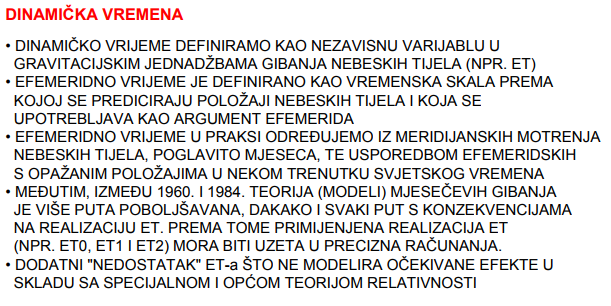 DINAMIČKA VREMENA
• DINAMIČKO VRIJEME DEFINIRAMO KAO NEZAVISNU VARIJABLU U
GRAVITACIJSKIM JEDNADŽBAMA GIBANJA NEBESKIH TIJELA (NPR. ET)
• EFEMERIDNO VRIJEME JE DEFINIRANO KAO VREMENSKA SKALA PREMA
KOJOJ SE PREDICIRAJU POLOŽAJI NEBESKIH TIJELA I KOJA SE
UPOTREBLJAVA KAO ARGUMENT EFEMERIDA
• EFEMERIDNO VRIJEME U PRAKSI ODREĐUJEMO IZ MERIDIJANSKIH MOTRENJA
NEBESKIH TIJELA, POGLAVITO MJESECA, TE USPOREDBOM EFEMERIDSKIH
S OPAŽANIM POLOŽAJIMA U NEKOM TRENUTKU SVJETSKOG VREMENA
• MEĐUTIM, IZMEĐU 1960. I 1984. TEORIJA (MODELI) MJESEČEVIH GIBANJA
JE VIŠE PUTA POBOLJŠAVANA, DAKAKO I SVAKI PUT S KONZEKVENCIJAMA
NA REALIZACIJU ET. PREMA TOME PRIMIJENJENA REALIZACIJA ET
(NPR. ET0, ET1 I ET2) MORA BITI UZETA U PRECIZNA RAČUNANJA.
• DODATNI "NEDOSTATAK" ET-a ŠTO NE MODELIRA OČEKIVANE EFEKTE U
SKLADU SA SPECIJALNOM I OPĆOM TEORIJOM RELATIVNOSTI